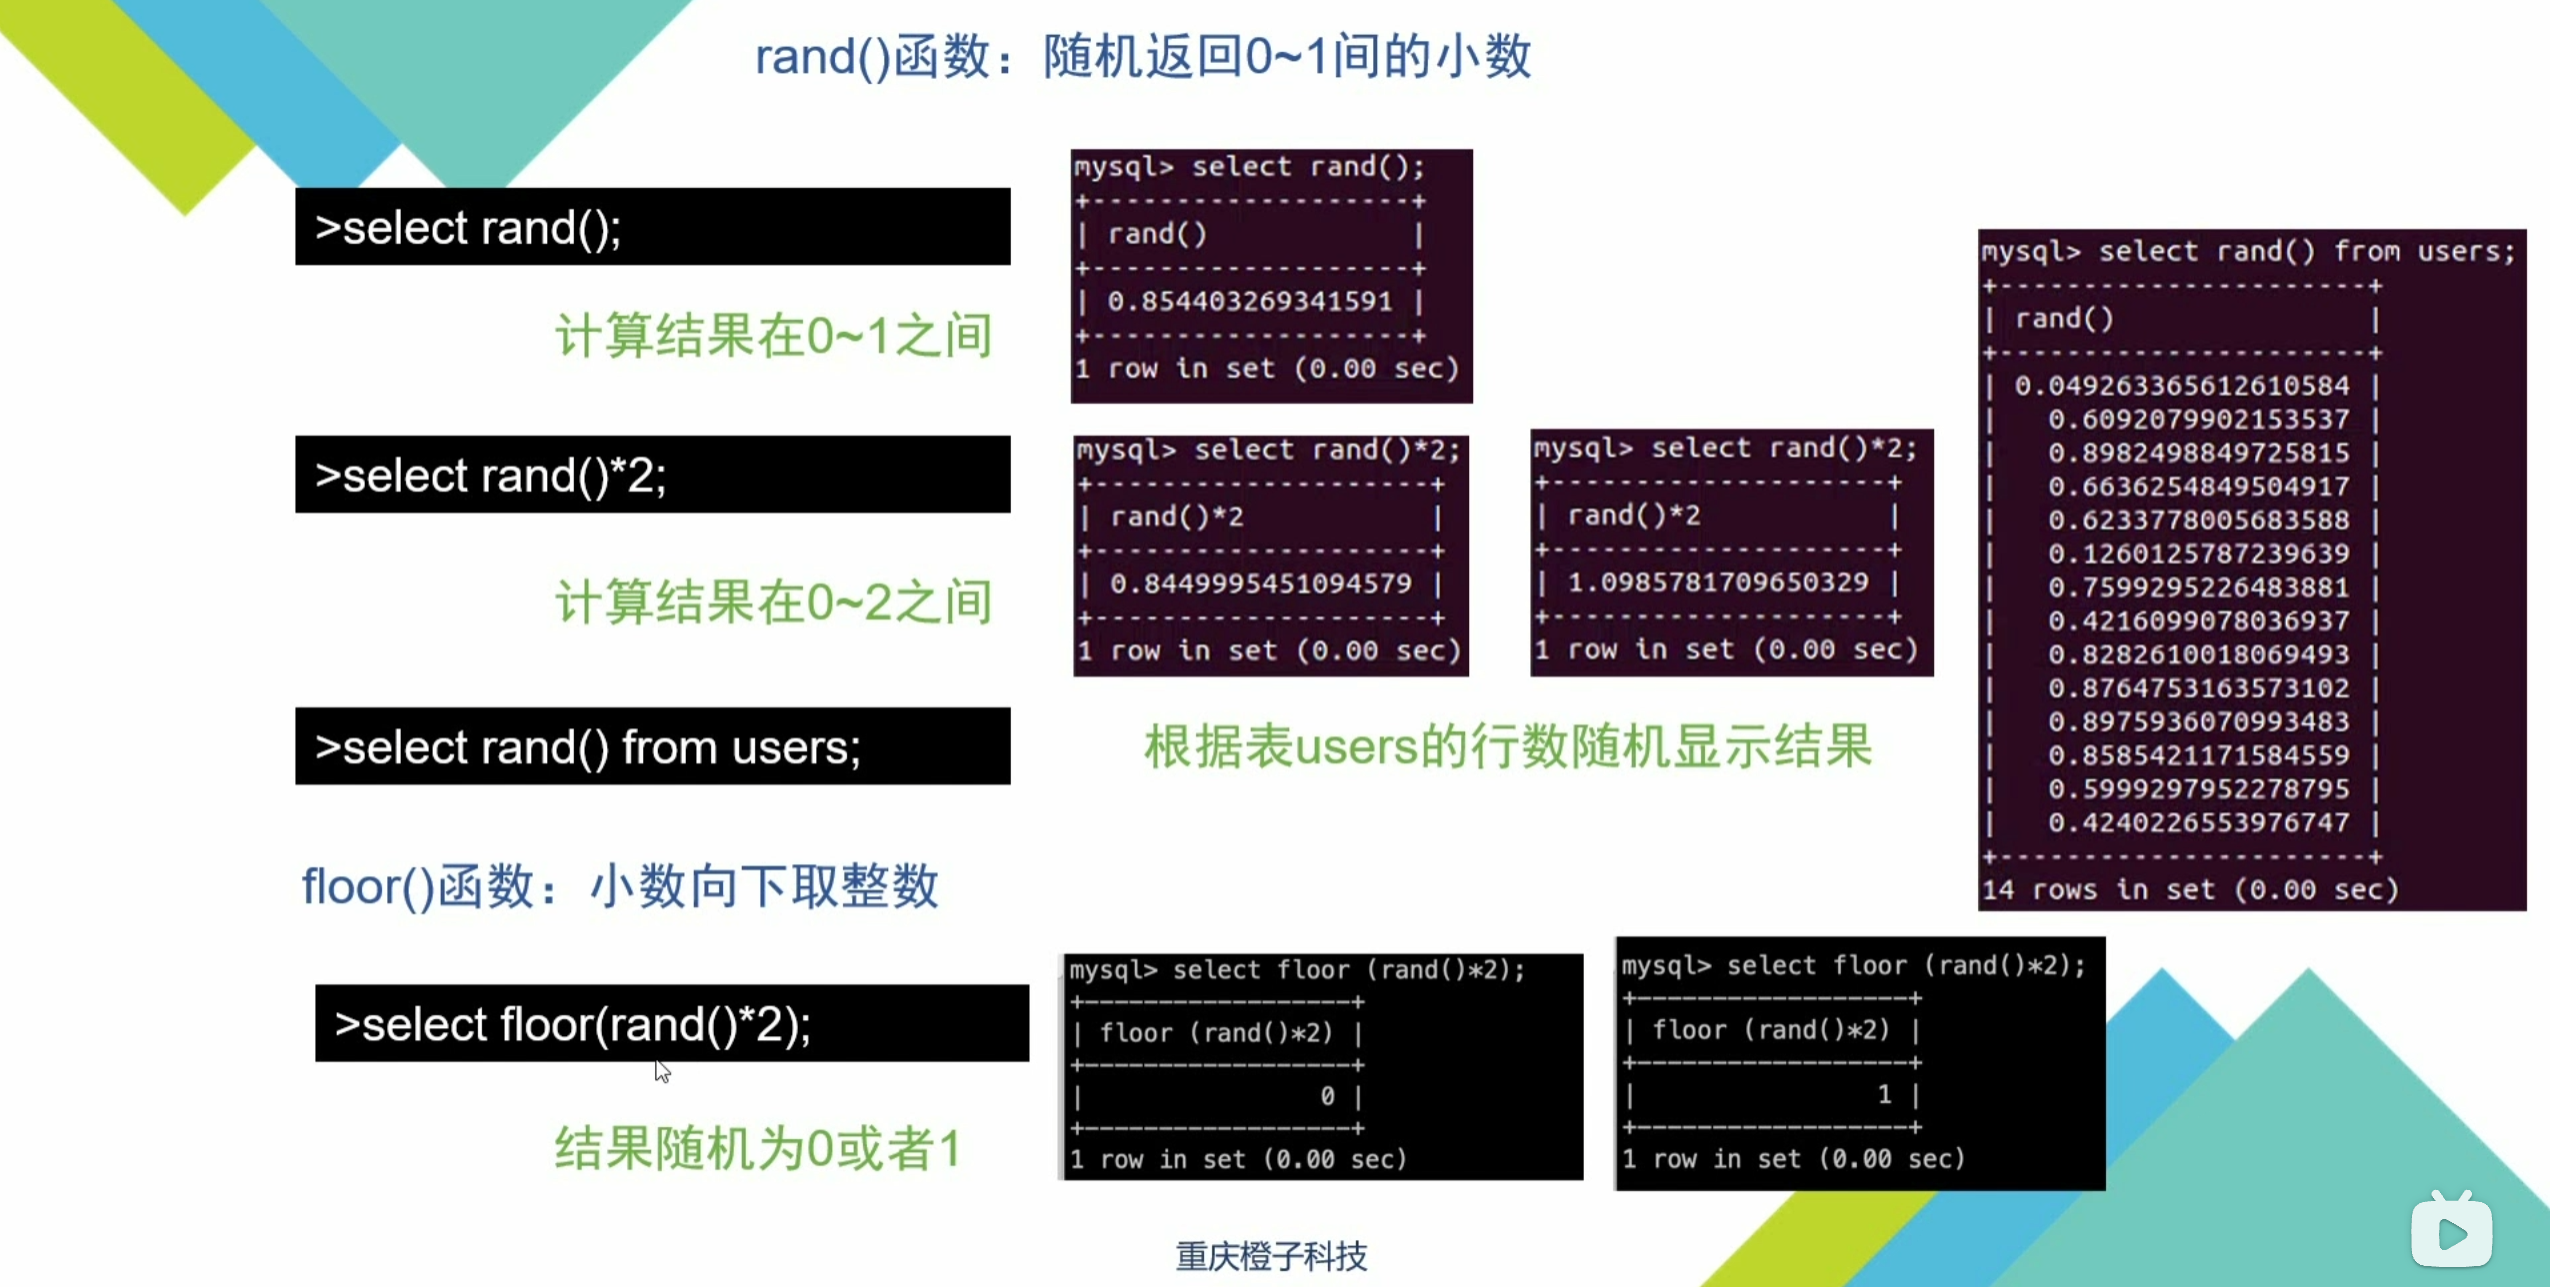 rand()函数：随机返回0~1间的小数
>select rand();
计算结果在0~1之间
mysql> select rand();
+-------------------+
| rand()            |
+-------------------+
| 0.854403269341591 |
+-------------------+
1 row in set (0.00 sec)
>select rand()*2;
计算结果在0~2之间
mysql> select rand()*2;
+--------------------+
| rand()*2           |
+--------------------+
| 0.8449995451094579 |
+--------------------+
1 row in set (0.00 sec)
mysql> select rand()*2;
+--------------------+
| rand()*2           |
+--------------------+
| 1.0985781709650329 |
+--------------------+
1 row in set (0.00 sec)
>select rand() from users;
根据表users的行数随机显示结果
mysql> select rand() from users;
+----------------------+
| rand()               |
+----------------------+
| 0.049263365612610584 |
|   0.6092079902153537 |
|   0.8982498849725815 |
|   0.6636254849504917 |
|   0.6233778005683588 |
|   0.1260125787239639 |
|   0.7599295226483881 |
|   0.4216099078036937 |
|   0.8282610018069493 |
|   0.8764753163573102 |
|   0.8975936070993483 |
|   0.8585421171584559 |
|   0.5999297952278795 |
|   0.4240226553976747 |
+----------------------+
14 rows in set (0.00 sec)
floor()函数：小数向下取整数
>select floor(rand()*2);
结果随机为0或者1
mysql> select floor (rand()*2);
+------------------+
| floor (rand()*2) |
+------------------+
|                0 |
+------------------+
1 row in set (0.00 sec)
mysql> select floor (rand()*2);
+------------------+
| floor (rand()*2) |
+------------------+
|                1 |
+------------------+
1 row in set (0.00 sec)
重庆橙子科技